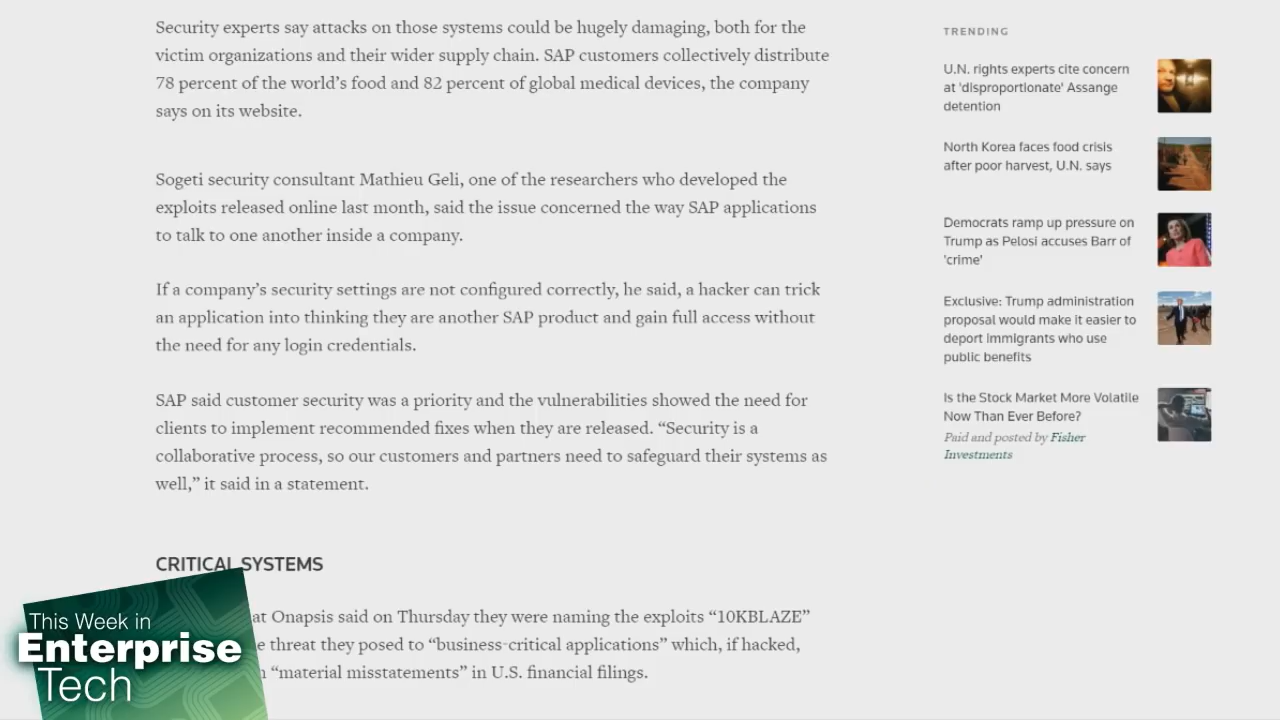 Security experts say attacks on those systems could be hugely damaging, both for the
victim organizations and their wider supply chain. SAP customers collectively distribute
78 percent of the world’s food and 82 percent of global medical devices, the company
says on its website.
Sogeti security consultant Mathieu Geli, one of the researchers who developed the
exploits released online last month, said the issue concerned the way SAP applications
to talk to one another inside a company.
If a company’s security settings are not configured correctly, he said, a hacker can trick
an application into thinking they are another SAP product and gain full access without
the need for any login credentials.
SAP said customer security was a priority and the vulnerabilities showed the need for
clients to implement recommended fixes when they are released. “Security is a
collaborative process, so our customers and partners need to safeguard their systems as
well,” it said in a statement.
CRITICAL SYSTEMS
at Onapsis said on Thursday they were naming the exploits “10KBLAZE”
threat they posed to “business-critical applications” which, if hacked,
“material misstatements” in U.S. financial filings.
TRENDING
U.N. rights experts cite concern
at 'disproportionate' Assange
detention
North Korea faces food crisis
after poor harvest, U.N. says
Democrats ramp up pressure on
Trump as Pelosi accuses Barr of
'crime'
Exclusive: Trump administration
proposal would make it easier to
deport immigrants who use
public benefits
Is the Stock Market More Volatile
Now Than Ever Before?
Paid and posted by Fisher
Investments
This Week in
Enterprise
Tech